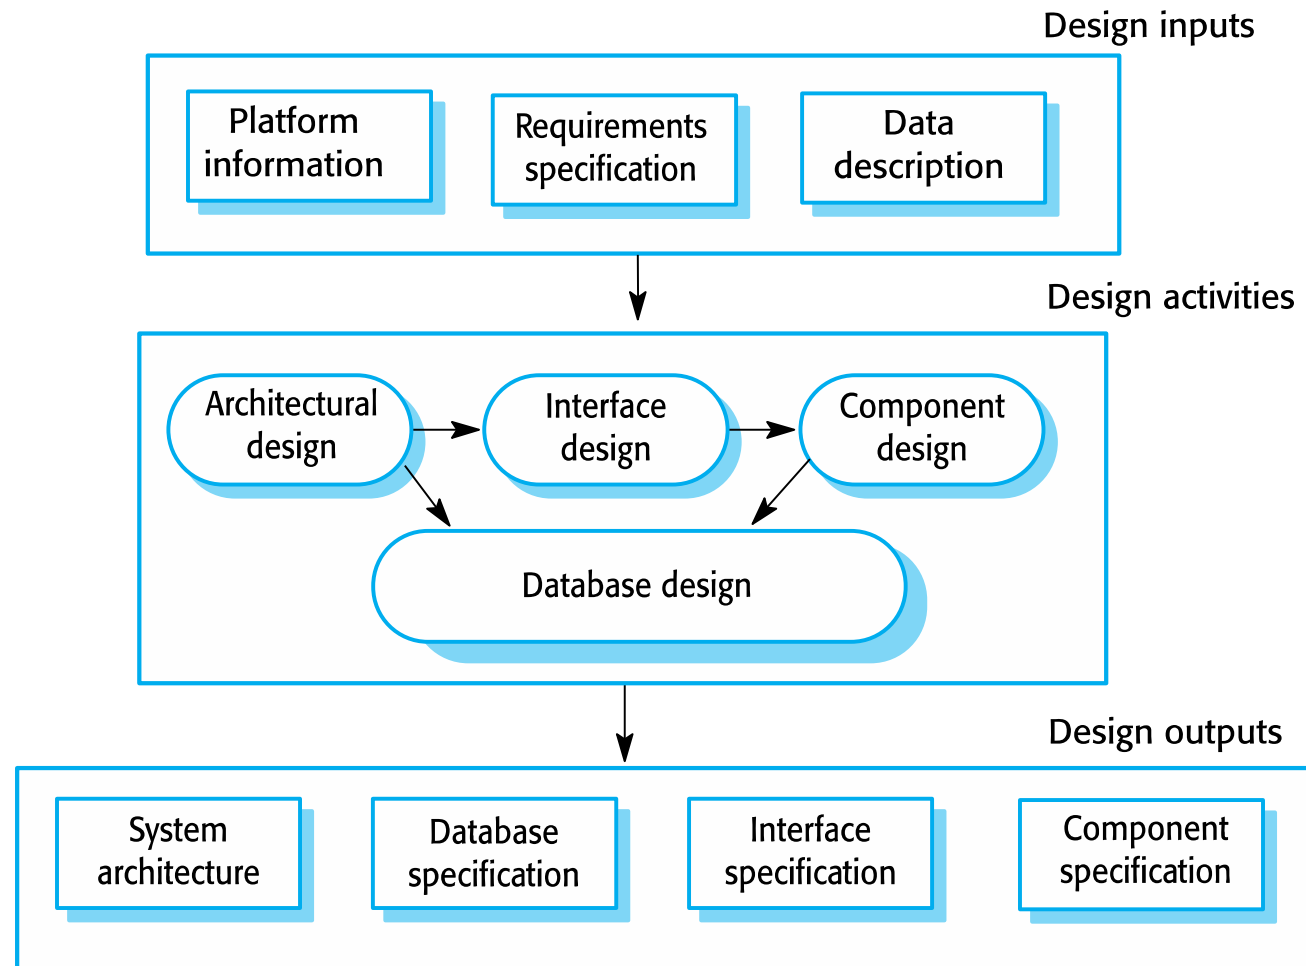 Design inputs
Platform
information
Requirements
specification
Data
description
Design activities
Architectural
design
Interface
design
Component
design
Database design
Design outputs
System
architecture
Database
specification
Interface
specification
Component
specification